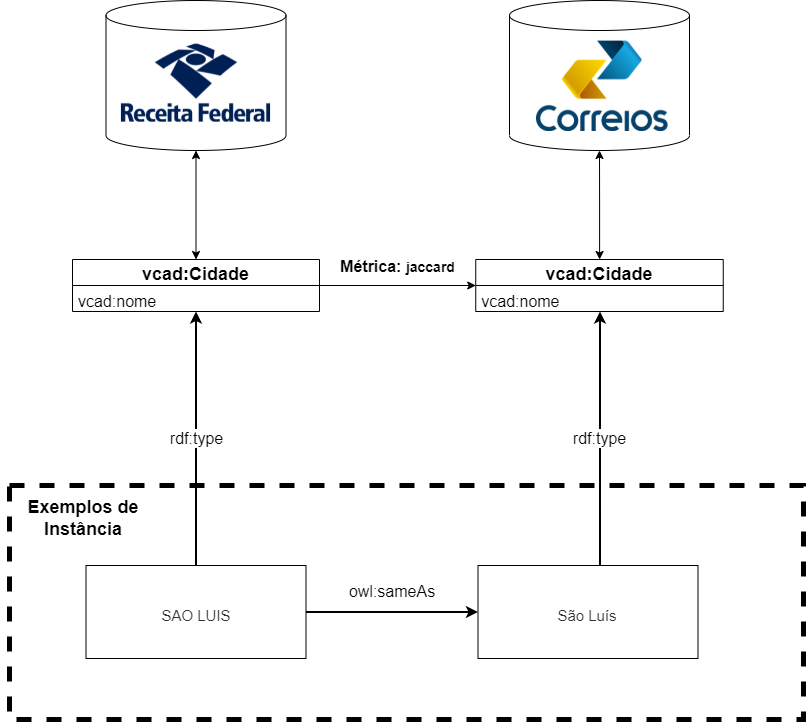 Receita Federal
Correios
vcad:Cidade
Métrica: jaccard
vcad:Cidade
vcad:nome
vcad:nome
rdf:type
rdf:type
Exemplos de
Instância
SAO LUIS
owl:sameAs
São Luís